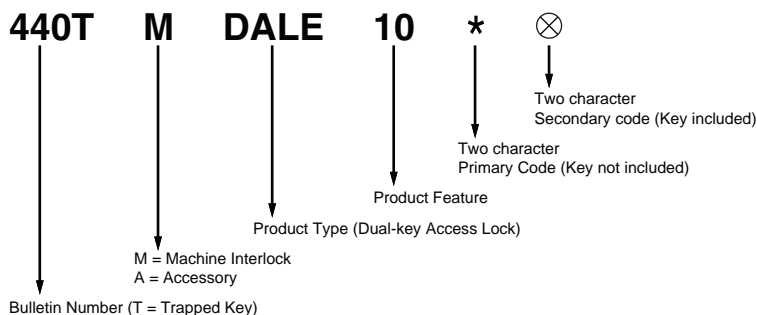 440T M DALE 10 * ⊗
Two character
Secondary code (Key included)
Two character
Primary Code (Key not included)
Product Feature
Product Type (Dual-key Access Lock)
M = Machine Interlock
A = Accessory
Bulletin Number (T = Trapped Key)